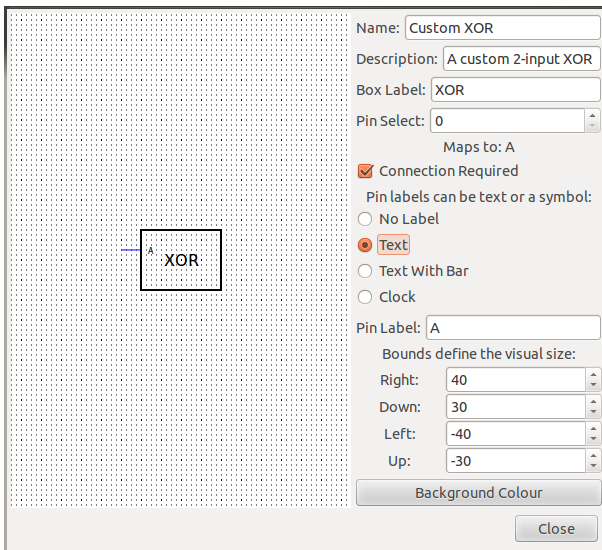 Name: Custom XOR
Description: A custom 2-input XOR
Box Label: XOR
Pin Select: 0
Maps to: A
Connection Required
Pin labels can be text or a symbol:
No Label
A
XOR
Text
Text With Bar
Clock
Pin Label: A
Bounds define the visual size:
Right: 40
Down: 30
Left: -40
Up: -30
Background Colour
Close